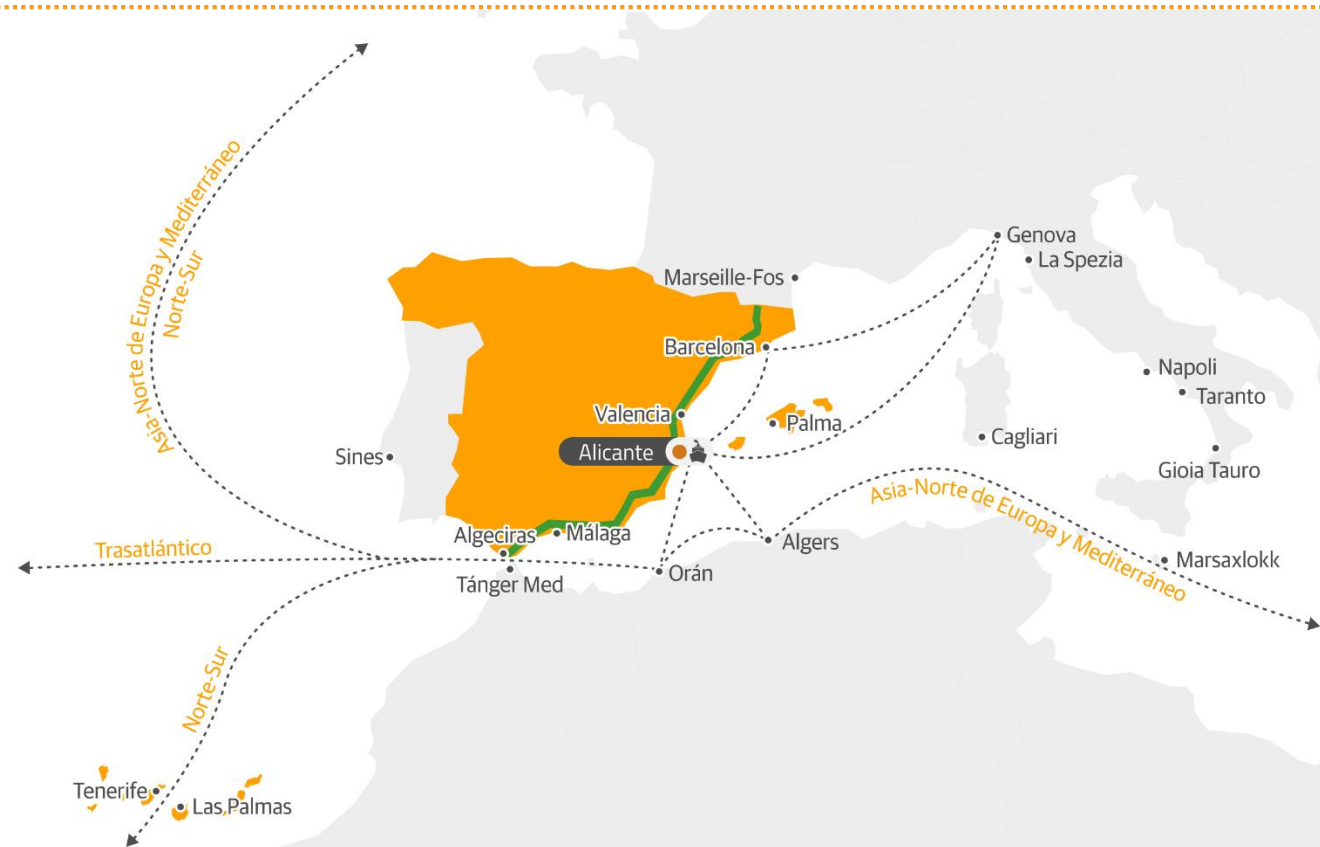 Asia-Norte de Europa y Mediterráneo
Norte-Sur
Genova
La Spezia
Marseille-Fos
Barcelona
Napoli
Taranto
Valencia
Palma
Alicante
Cagliari
Sines
Gioia Tauro
Asia-Norte de Europa y Mediterráneo
Algeciras
Málaga
Algers
Trasatlántico
Marsaxlokk
Orán
Tánger Med
Norte-Sur
Tenerife
Las Palmas